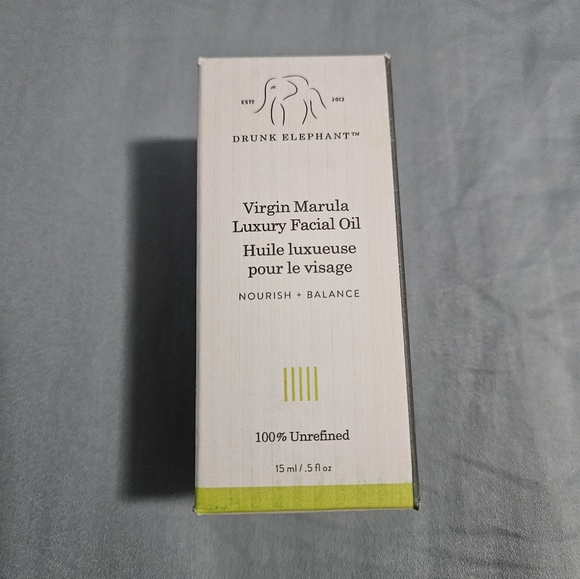 ESTD 2012
DRUNK ELEPHANT™
Virgin Marula
Luxury Facial Oil
Huile luxueuse
pour le visage
NOURISH + BALANCE
100% Unrefined
15 ml / .5 fl oz